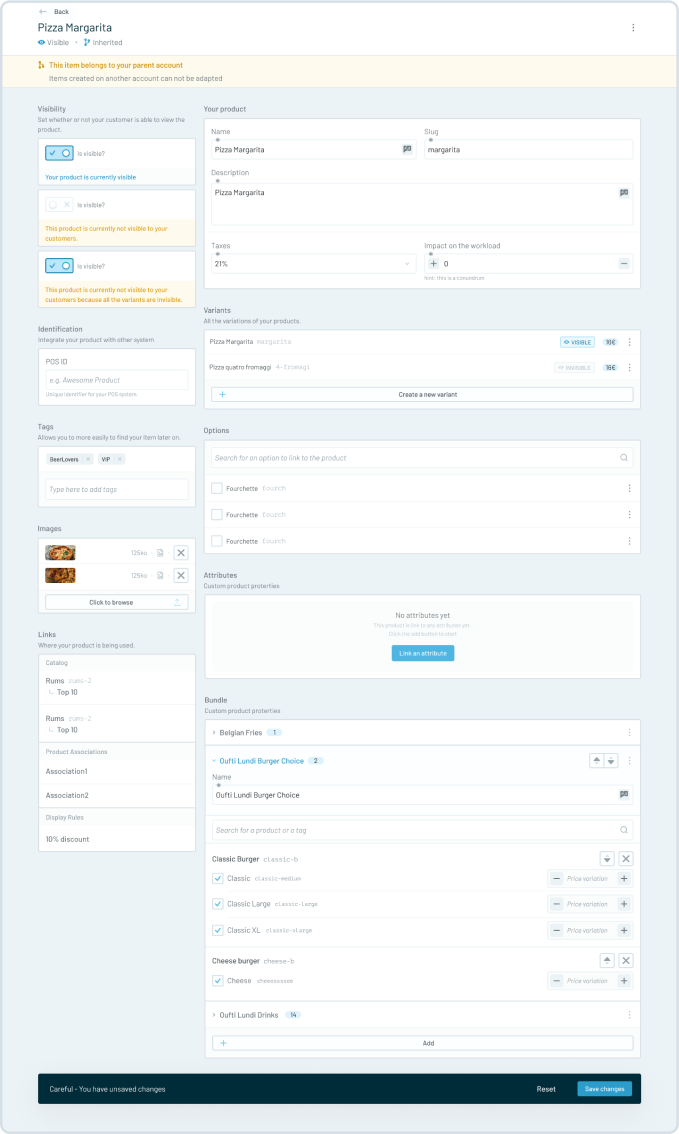 Back
Pizza Margarita
Visible • Inherited
This item belongs to your parent account
Items created on another account can not be adapted
Visibility
Set whether or not your customer is able to view the
product.
Is visible?
Your product is currently visible
Is visible?
This product is currently not visible to your
customers.
Is visible?
This product is currently not visible to your
customers because all the variants are invisible.
Identification
Integrate your product with other system
POS ID
e.g. Awesome Product
Unique identifier for your POS system.
Tags
Allows you to more easily to find your item later on.
BeerLovers
VIP
Type here to add tags
Images
125ko
125ko
Click to browse
Links
Where your product is being used.
Catalog
Rums rums-2
Top 10
Rums rums-2
Top 10
Product Associations
Association1
Association2
Display Rules
10% discount
Your product
Name
Pizza Margarita
Slug
margarita
Description
Pizza Margarita
Taxes
21%
Impact on the workload
0
hint: this is a conundrum
Variants
All the variations of your products.
Pizza Margarita margarita VISIBLE 16€
Pizza quatro fromaggi 4-fromagi INVISIBLE 16€
Create a new variant
Options
Search for an option to link to the product
Fourchette fourch
Fourchette fourch
Fourchette fourch
Attributes
Custom product proterties
No attributes yet
This product is link to any attributes yet
Click the add button to start
Link an attribute
Bundle
Custom product proterties
Belgian Fries 1
Oufti Lundi Burger Choice 2
Name
Oufti Lundi Burger Choice
Search for a product or a tag
Classic Burger classic-b
Classic classic-medium Price variation
Classic Large classic-large Price variation
Classic XL classic-xlarge Price variation
Cheese burger cheese-b
Cheese Price variation
Oufti Lundi Drinks 14
Add
Careful - You have unsaved changes
Reset
Save changes